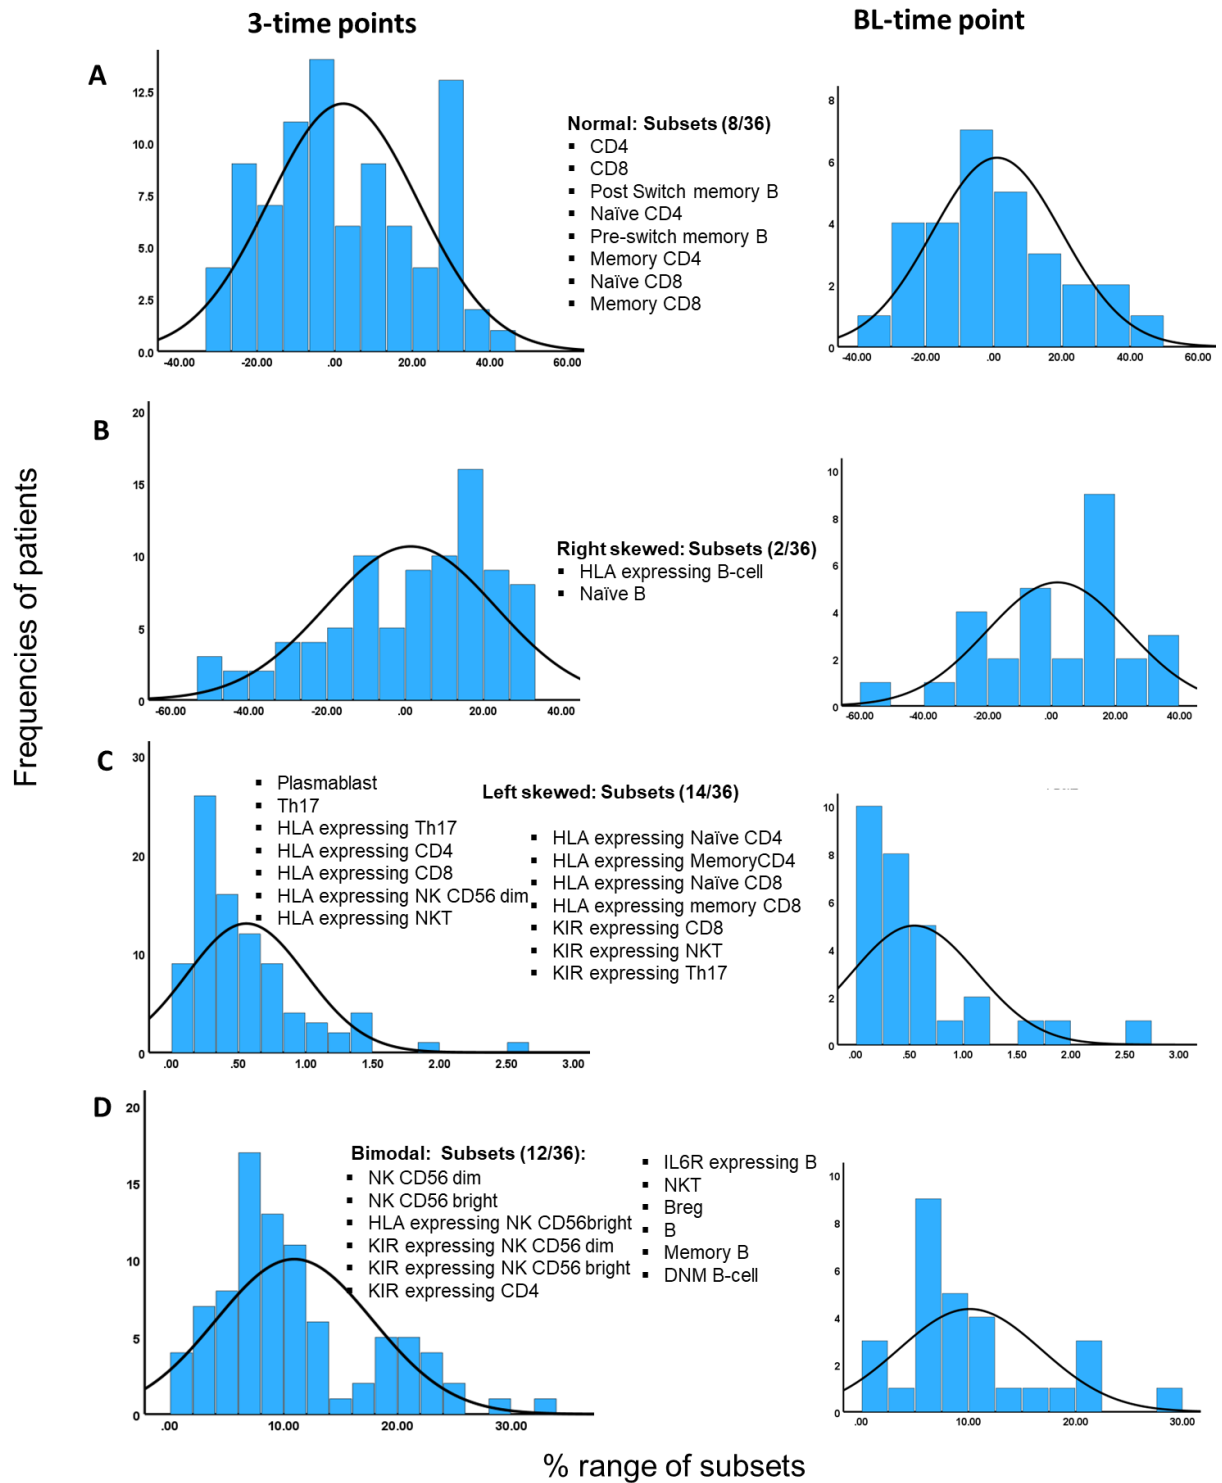 3-time points
BL-time point
A
12.5
10.0
7.5
5.0
2.5
0.0
-40.00 -20.00 .00 20.00 40.00 60.00
Normal: Subsets (8/36)
▪ CD4
▪ CD8
▪ Post Switch memory B
▪ Naïve CD4
▪ Pre-switch memory B
▪ Memory CD4
▪ Naïve CD8
▪ Memory CD8
8
6
4
2
0
-40.00 -20.00 .00 20.00 40.00 60.00
Frequencies of patients
B
20
15
10
5
0
-60.00 -40.00 -20.00 .00 20.00 40.00
Right skewed: Subsets (2/36)
▪ HLA expressing B-cell
▪ Naïve B
10
8
6
4
2
0
-60.00 -40.00 -20.00 .00 20.00 40.00
C
30
20
10
0
.00 .50 1.00 1.50 2.00 2.50 3.00
▪ Plasmablast
▪ Th17
▪ HLA expressing Th17
▪ HLA expressing CD4
▪ HLA expressing CD8
▪ HLA expressing NK CD56 dim
▪ HLA expressing NKT
Left skewed: Subsets (14/36)
▪ HLA expressing Naïve CD4
▪ HLA expressing MemoryCD4
▪ HLA expressing Naïve CD8
▪ HLA expressing memory CD8
▪ KIR expressing CD8
▪ KIR expressing NKT
▪ KIR expressing Th17
10
8
6
4
2
0
.00 .50 1.00 1.50 2.00 2.50 3.00
D
20
15
10
5
0
.00 10.00 20.00 30.00
Bimodal: Subsets (12/36):
▪ NK CD56 dim
▪ NK CD56 bright
▪ HLA expressing NK CD56bright
▪ KIR expressing NK CD56 dim
▪ KIR expressing NK CD56 bright
▪ KIR expressing CD4
▪ IL6R expressing B
▪ NKT
▪ Breg
▪ B
▪ Memory B
▪ DNM B-cell
10
8
6
4
2
0
.00 10.00 20.00 30.00
% range of subsets